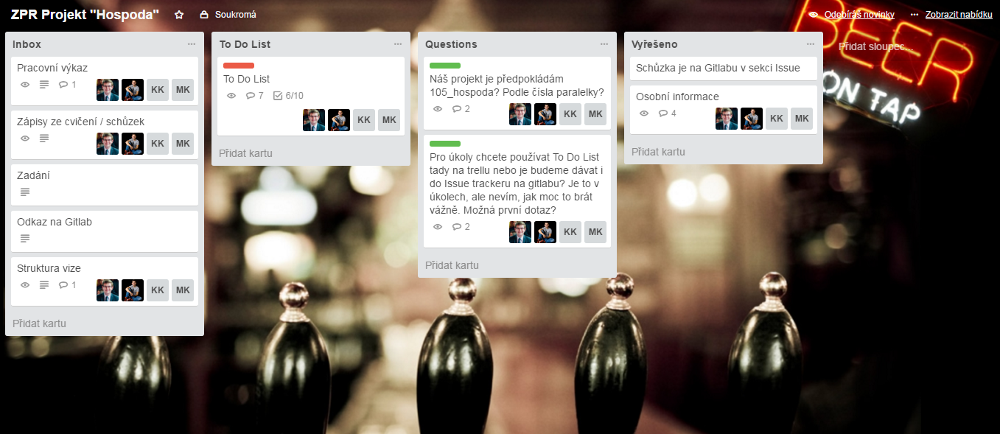 ZPR Projekt "Hospoda"
Soukromá
Odebíráš novinky
Zobrazit nabídku
Inbox
Pracovní výkaz
1
KK
MK
Zápisy ze cvičení / schůzek
KK
MK
Zadání
Odkaz na Gitlab
Struktura vize
1
KK
MK
Přidat kartu
To Do List
To Do List
7
6/10
KK
MK
Přidat kartu
Questions
Náš projekt je předpokládám
105_hospoda? Podle čísla paralelky?
2
KK
MK
Pro úkoly chcete používat To Do List
tady na trellu nebo je budeme dávat i
do Issue trackeru na gitlabu? Je to v
úkolech, ale nevím, jak moc to brát
vážně. Možná první dotaz?
2
KK
MK
Přidat kartu
Vyřešeno
Schůzka je na Gitlabu v sekci Issue
Osobní informace
4
KK
MK
Přidat kartu
Přidat sloupec...
BEER
ON TAP